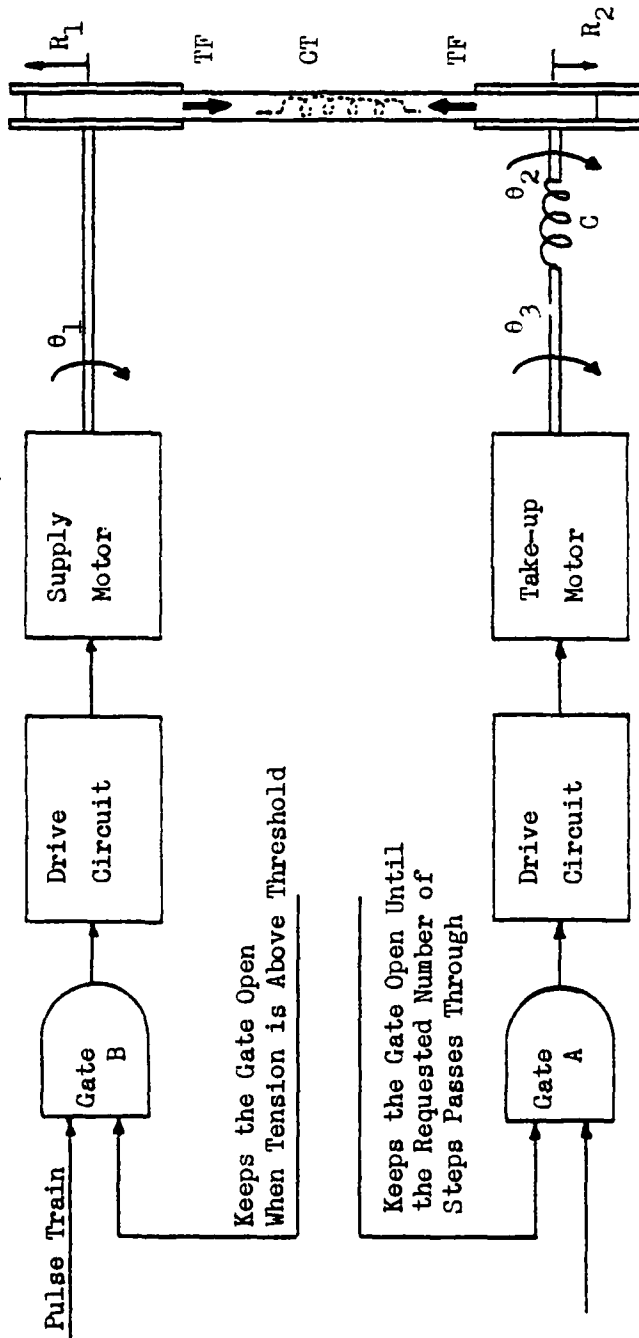 Pulse Train
Gate
B
Drive
Circuit
Supply
Motor
θ1
R1
TF
CT
TF
R2
Keeps the Gate Open
When Tension is Above Threshold
Keeps the Gate Open Until
the Requested Number of
Steps Passes Through
Gate
A
Drive
Circuit
Take-up
Motor
θ3
θ2
C